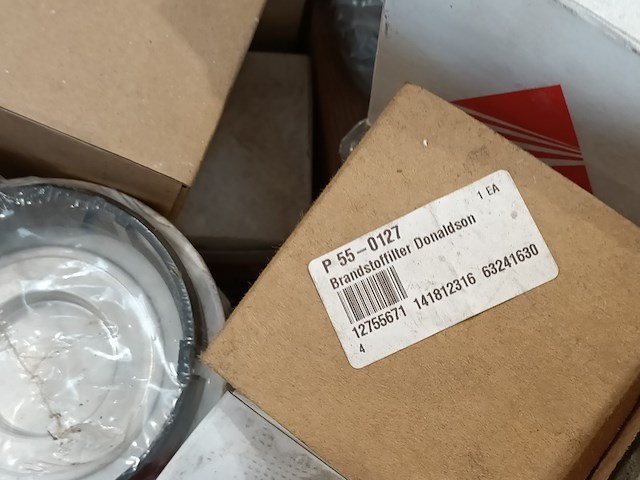 1 EA
P 55-0127
Brandstoffilter Donaldson
12755671 141812316 63241630
4